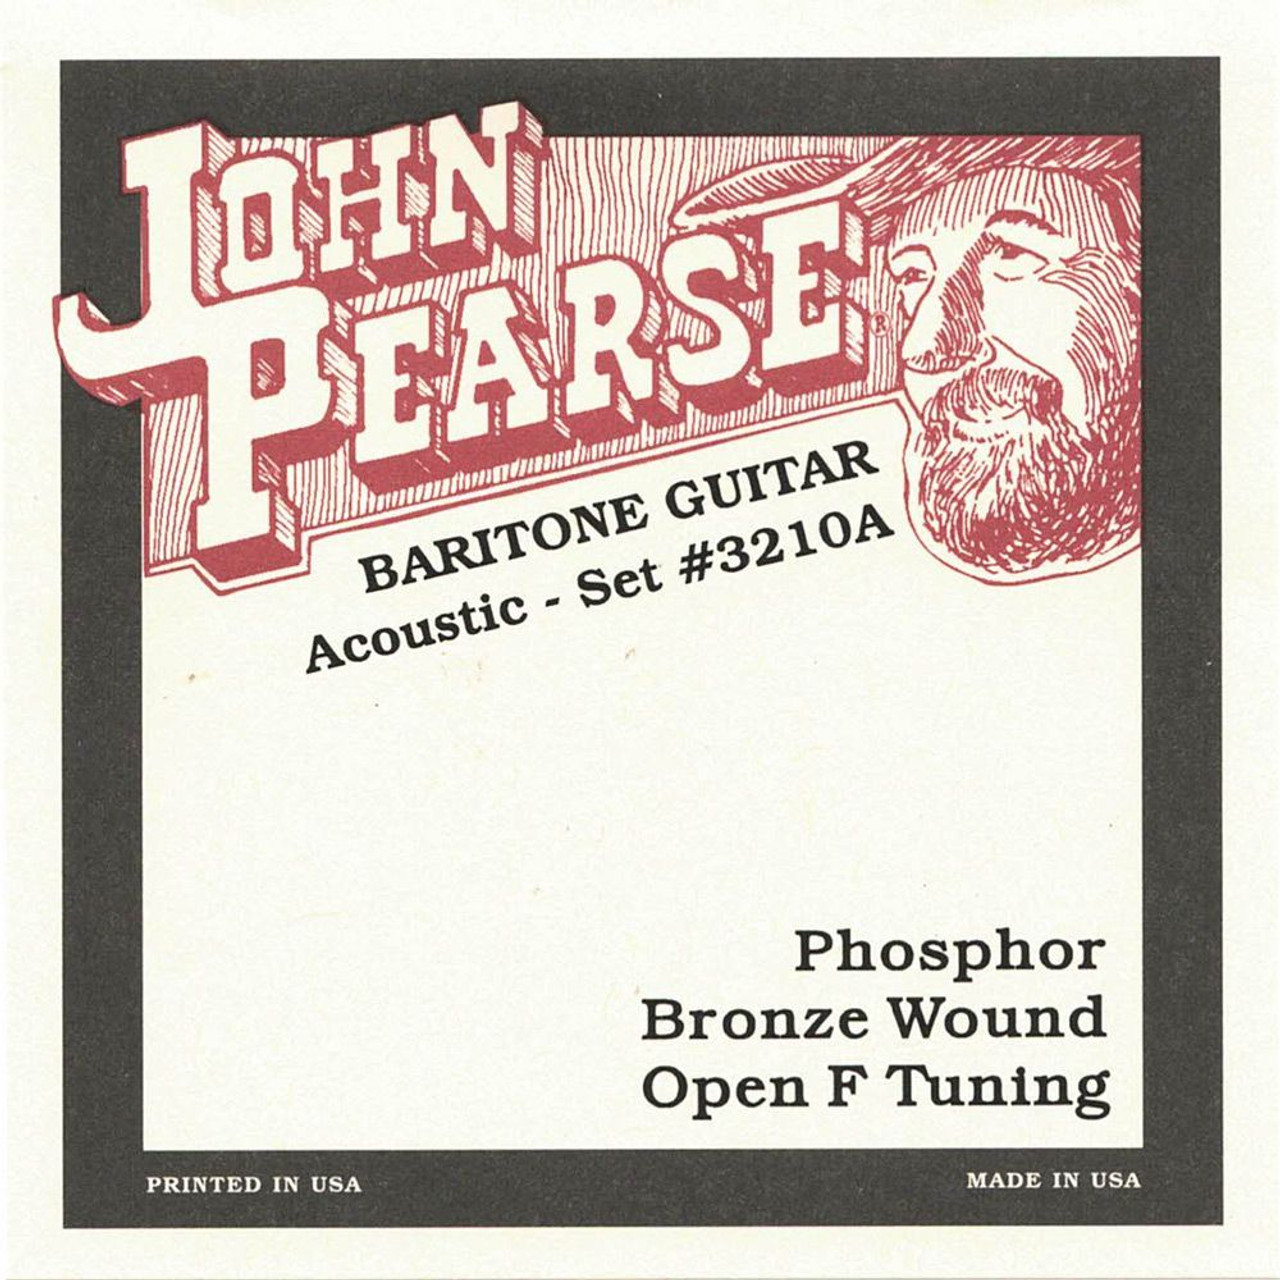 JOHN
PEARSE®
BARITONE GUITAR
Acoustic - Set #3210A
Phosphor
Bronze Wound
Open F Tuning
PRINTED IN USA
MADE IN USA